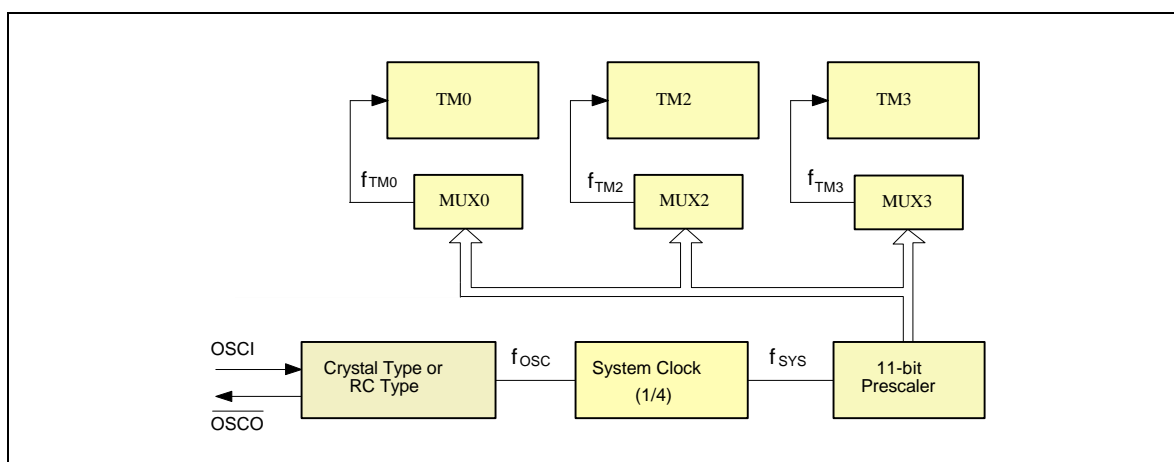 TM0
TM2
TM3
fTM0
fTM2
fTM3
MUX0
MUX2
MUX3
OSCI
OSCO
Crystal Type or
RC Type
fOSC
System Clock
(1/4)
fSYS
11-bit
Prescaler